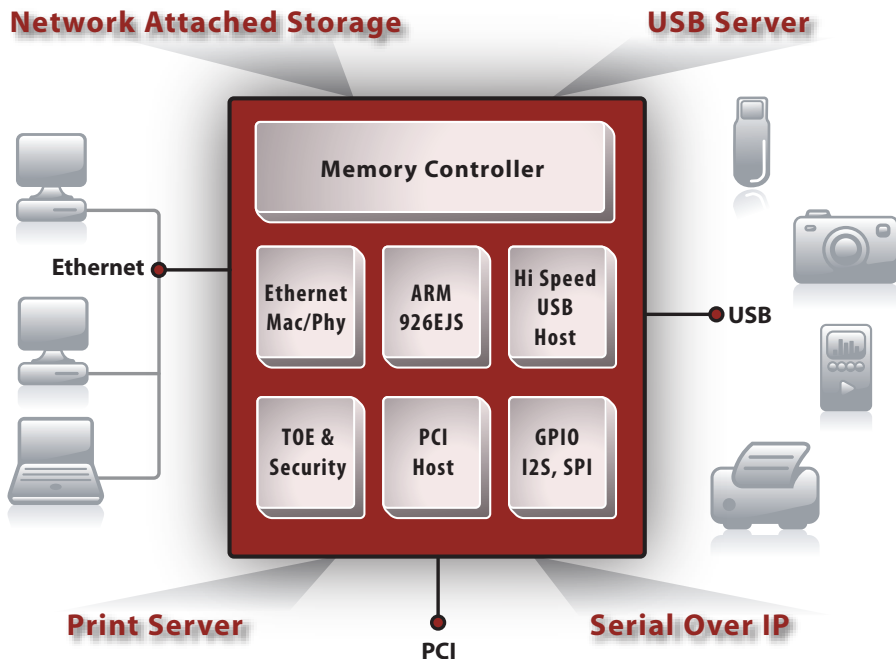 Network Attached Storage
USB Server
Memory Controller
Ethernet
Ethernet
Mac/Phy
ARM
926EJS
Hi Speed
USB
Host
USB
TOE &
Security
PCI
Host
GPIO
I2S, SPI
Print Server
Serial Over IP
PCI